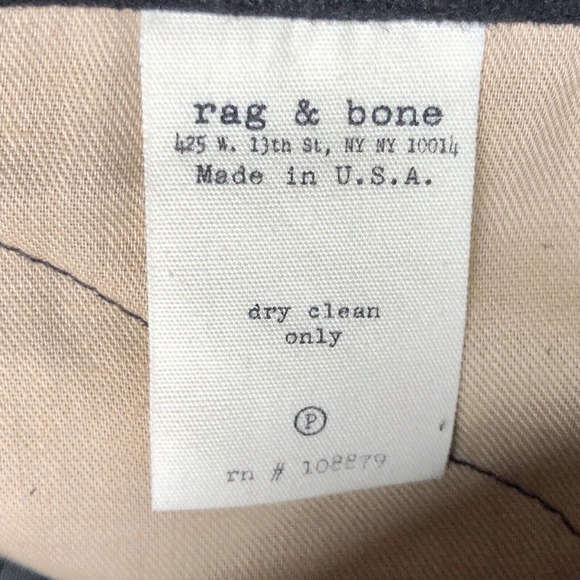 rag & bone
425 W. 13th St, NY NY 10014
Made in U.S.A.
dry clean
only
P
rn # 108879